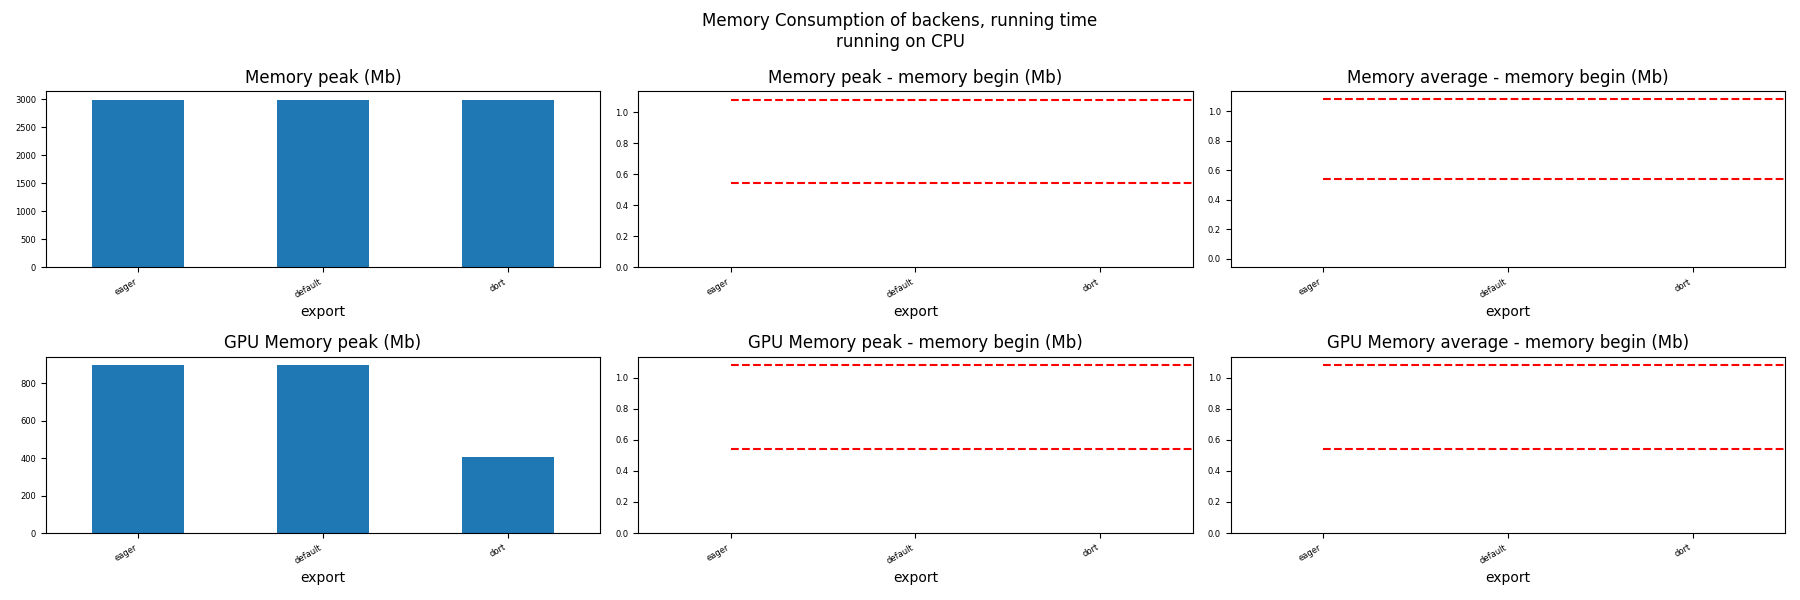 Memory Consumption of backens, running time
running on CPU
Memory peak (Mb)
3000
2500
2000
1500
1000
500
0
eager
default
dort
export
Memory peak - memory begin (Mb)
1.0
0.8
0.6
0.4
0.2
0.0
eager
default
dort
export
Memory average - memory begin (Mb)
1.0
0.8
0.6
0.4
0.2
0.0
eager
default
dort
export
GPU Memory peak (Mb)
800
600
400
200
0
eager
default
dort
export
GPU Memory peak - memory begin (Mb)
1.0
0.8
0.6
0.4
0.2
0.0
eager
default
dort
export
GPU Memory average - memory begin (Mb)
1.0
0.8
0.6
0.4
0.2
0.0
eager
default
dort
export